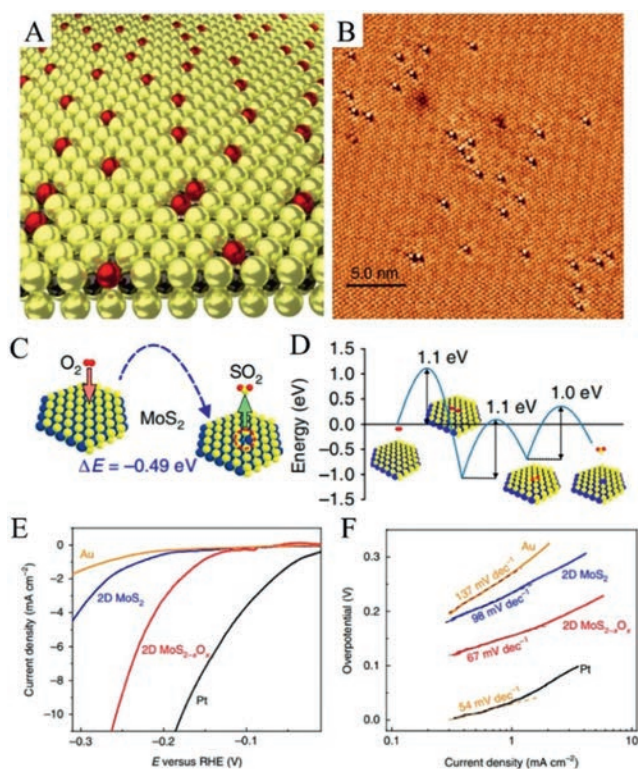 A
B
5.0 nm
C
O₂
SO₂
MoS₂
ΔE = −0.49 eV
D
Energy (eV)
1.5
1.0
0.5
0.0
-0.5
-1.0
-1.5
1.1 eV
1.1 eV
1.0 eV
E
Current density (mA cm⁻²)
0
-2
-4
-6
-8
-10
Au
2D MoS₂
2D MoS₂₋ₓOₓ
Pt
-0.3
-0.2
-0.1
E versus RHE (V)
F
Overpotential (V)
0.3
0.2
0.1
0.0
Au
137 mV dec⁻¹
2D MoS₂
98 mV dec⁻¹
2D MoS₂₋ₓOₓ
67 mV dec⁻¹
Pt
54 mV dec⁻¹
0.1
1
10
Current density (mA cm⁻²)